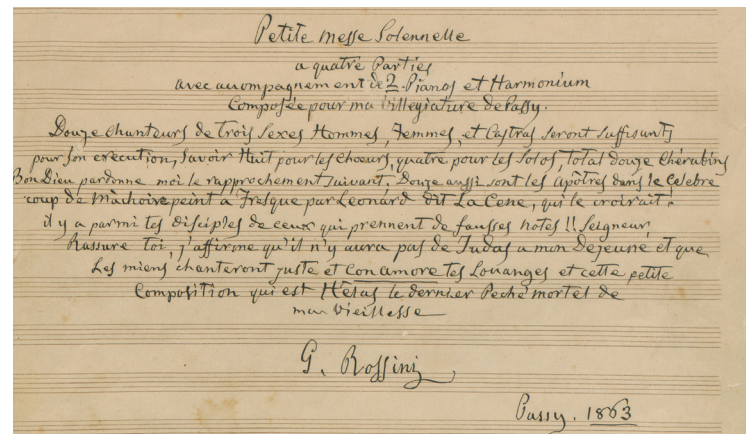 Petite messe Solennelle
a quatre Parties
avec accompagnement de 2 Pianos et Harmonium
Composée pour ma villegiature de Passy.
Douze Chanteurs de trois Sexes Hommes, Femmes, et Castras seront suffisants
pour son execution, Savoir Huit pour les choeurs, quatre pour les Solos, total douze Chérubins
Bon Dieu pardonne moi le rapprochement suivant. Douze aussi sont les Apôtres dans le Celebre
coup de Mâchoire peint a Fresque par Léonard dit La Cene, qui le croirait;
il y a parmi tes disciples de ceux qui prennent de fausses notes!! Seigneur,
Rassure toi, j'affirme qu'il n'y aura pas de Judas a mon Dejeuné et que
Les miens chanteront juste et Con amore tes Louanges et cette petite
Composition qui est Hélas le dernier Peché mortel de
ma vieillesse
G. Rossini
Passy. 1863